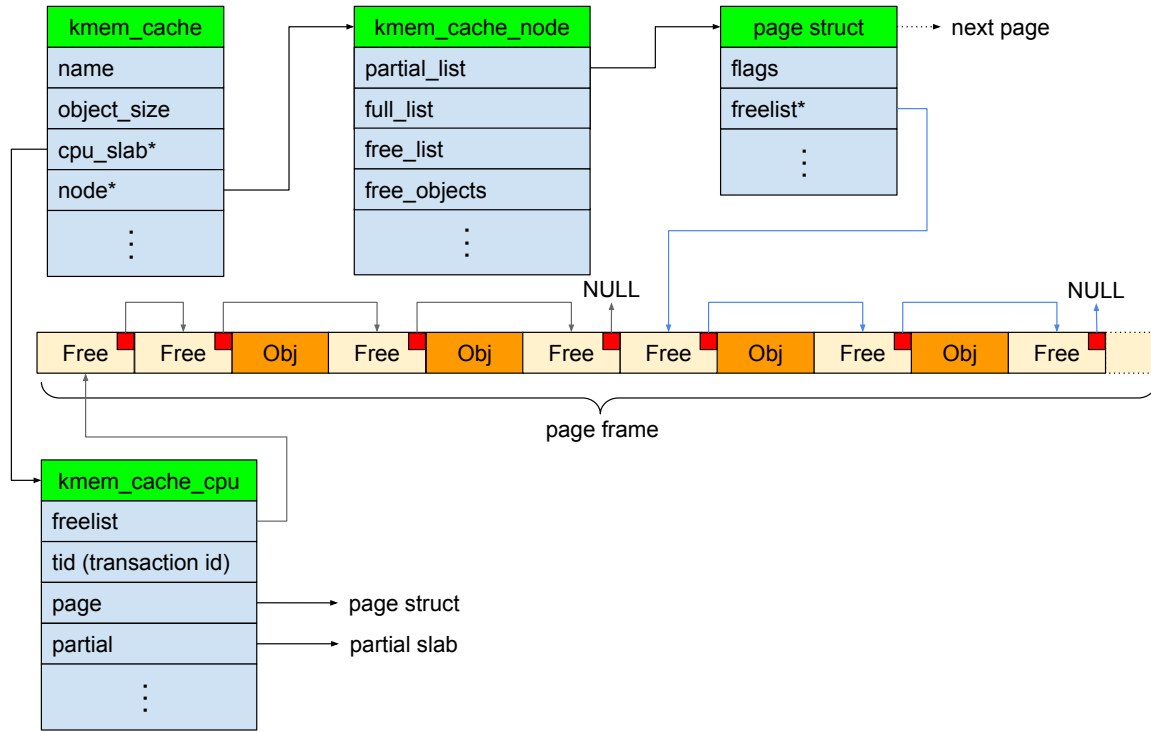 kmem_cache
name
object_size
cpu_slab*
node*
⋮
kmem_cache_node
partial_list
full_list
free_list
free_objects
⋮
page struct
flags
freelist*
⋮
next page
NULL
NULL
Free
Free
Obj
Free
Obj
Free
Free
Obj
Free
Obj
Free
page frame
kmem_cache_cpu
freelist
tid (transaction id)
page
partial
⋮
page struct
partial slab